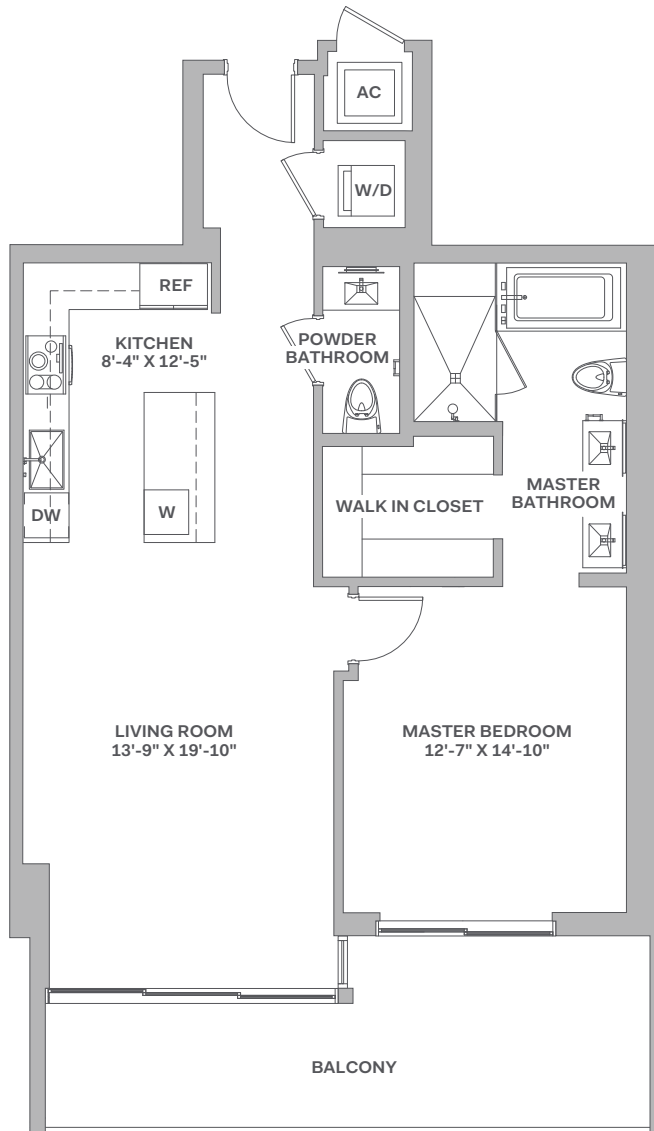 AC
W/D
REF
KITCHEN
8'-4" X 12'-5"
POWDER
BATHROOM
WALK IN CLOSET
MASTER
BATHROOM
DW
W
LIVING ROOM
13'-9" X 19'-10"
MASTER BEDROOM
12'-7" X 14'-10"
BALCONY